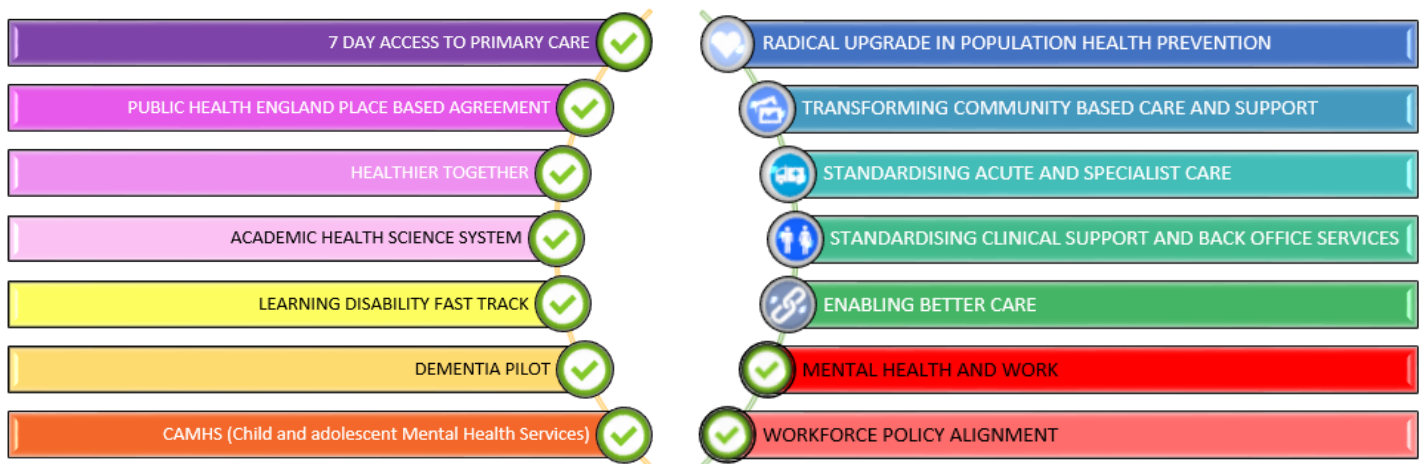 7 DAY ACCESS TO PRIMARY CARE
PUBLIC HEALTH ENGLAND PLACE BASED AGREEMENT
HEALTHIER TOGETHER
ACADEMIC HEALTH SCIENCE SYSTEM
LEARNING DISABILITY FAST TRACK
DEMENTIA PILOT
CAMHS (Child and adolescent Mental Health Services)
RADICAL UPGRADE IN POPULATION HEALTH PREVENTION
TRANSFORMING COMMUNITY BASED CARE AND SUPPORT
STANDARDISING ACUTE AND SPECIALIST CARE
STANDARDISING CLINICAL SUPPORT AND BACK OFFICE SERVICES
ENABLING BETTER CARE
MENTAL HEALTH AND WORK
WORKFORCE POLICY ALIGNMENT